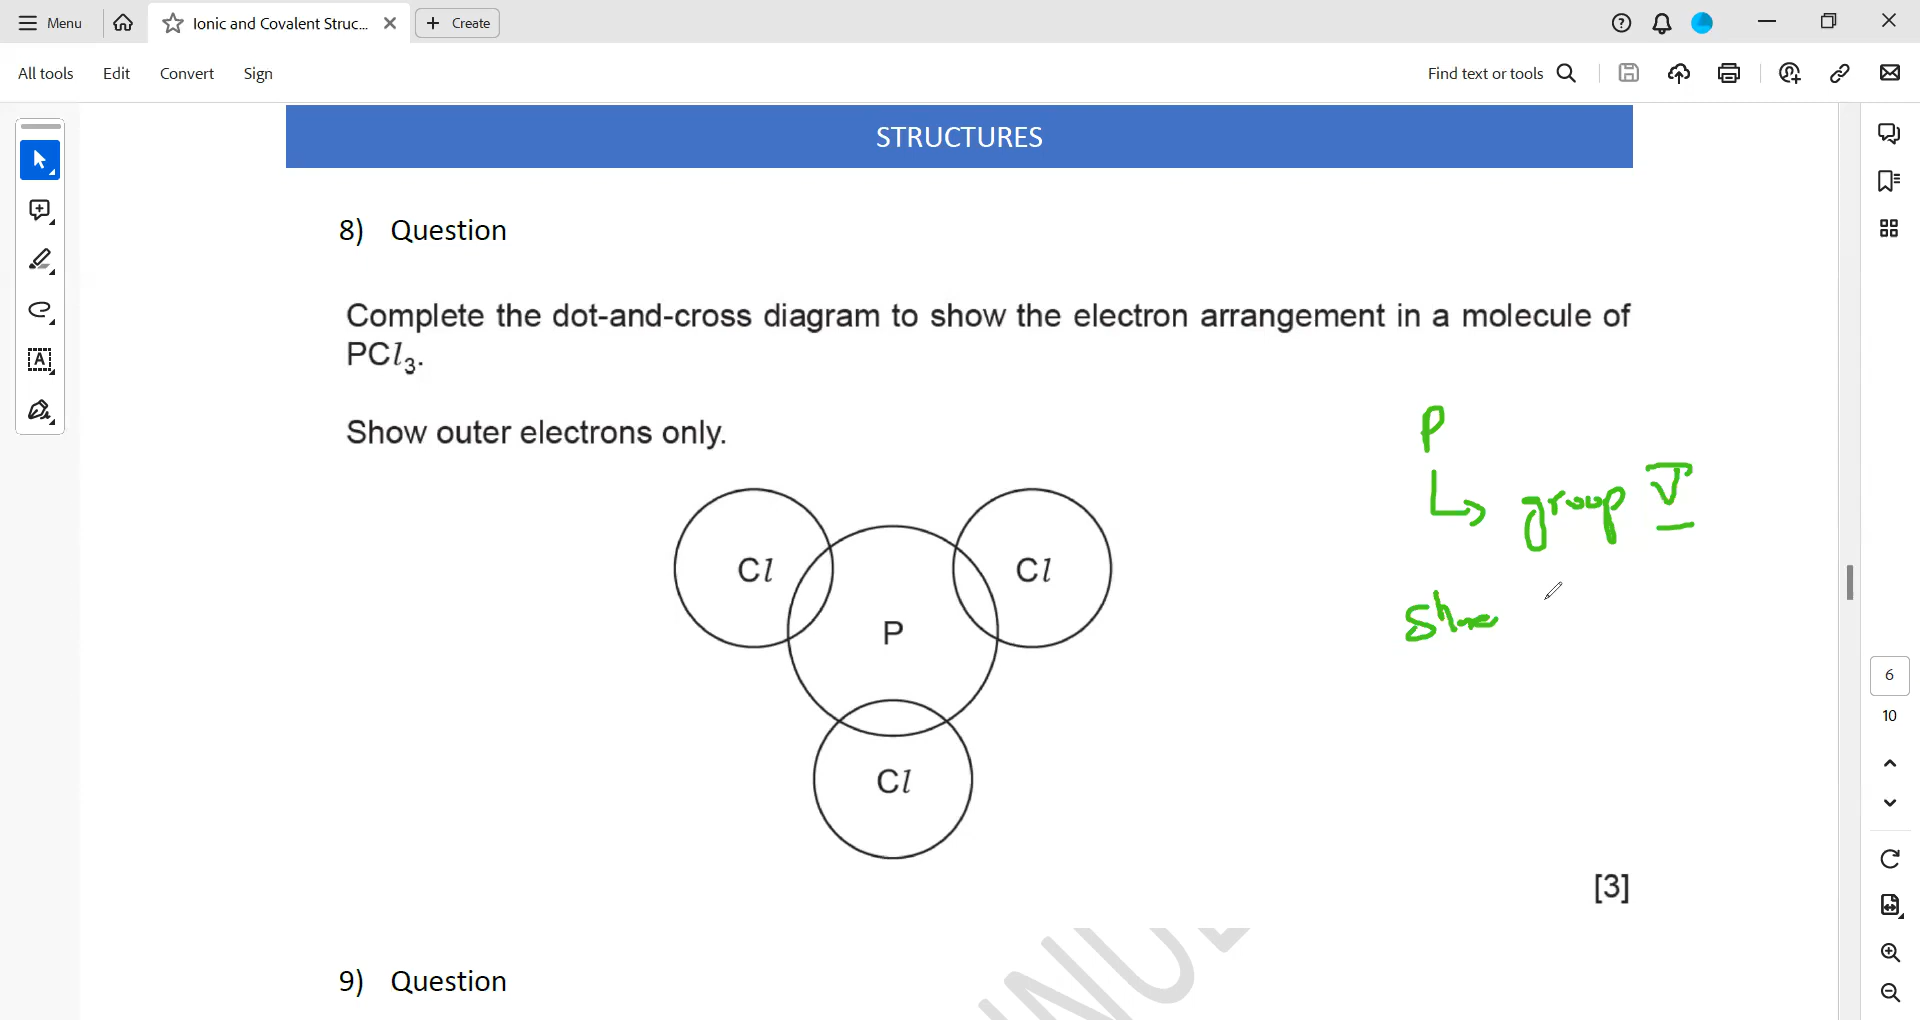 Menu
Ionic and Covalent Struc...
Create
All tools
Edit
Convert
Sign
Find text or tools
STRUCTURES
8) Question
Complete the dot-and-cross diagram to show the electron arrangement in a molecule of
PCl3.
Show outer electrons only.
P
group V
Share
Cl
Cl
P
Cl
[3]
9) Question
6
10